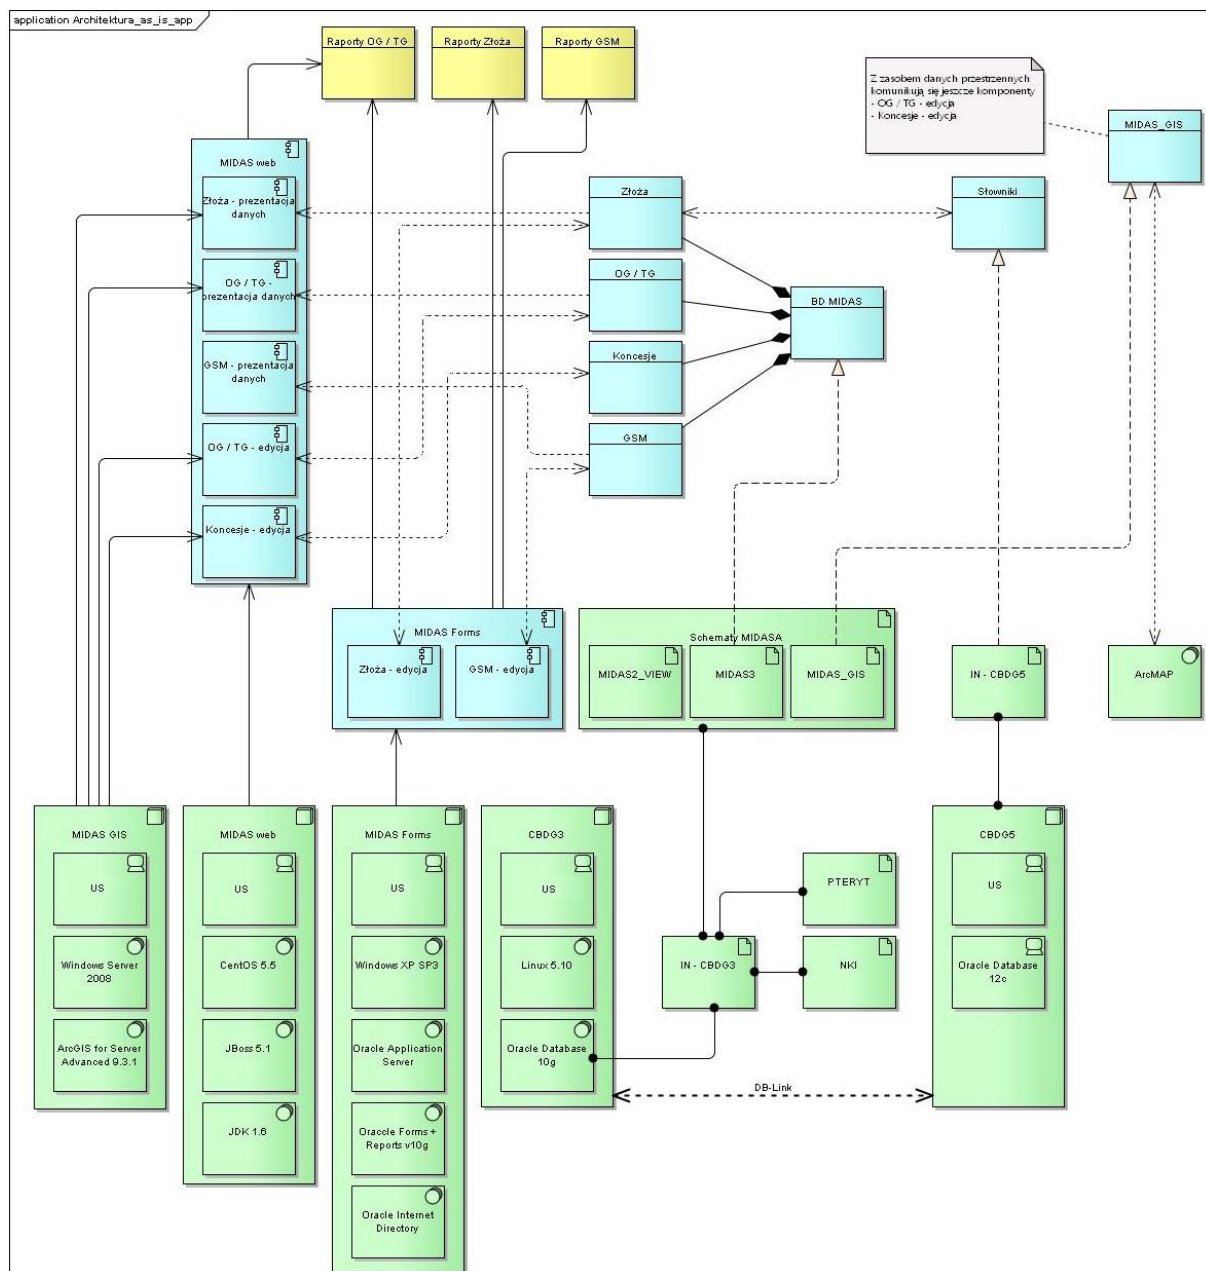 application Architektura_as_is_app
Raporty OG / TG
Raporty Złoża
Raporty GSM
Z zasobem danych przestrzennych
komunikują się jeszcze komponenty
- OG / TG - edycja
- Koncesje - edycja
MIDAS_GIS
MIDAS web
Złoża - prezentacja
danych
Złoża
Słowniki
OG / TG -
prezentacja danych
OG / TG
BD MIDAS
GSM - prezentacja
danych
Koncesje
OG / TG - edycja
GSM
Koncesje - edycja
MIDAS Forms
Złoża - edycja
GSM - edycja
Schematy MIDASA
MIDAS2_VIEW
MIDAS3
MIDAS_GIS
IN - CBDG5
ArcMAP
MIDAS GIS
US
Windows Server
2008
ArcGIS for Server
Advanced 9.3.1
MIDAS web
US
CentOS 5.5
JBoss 5.1
JDK 1.6
MIDAS Forms
US
Windows XP SP3
Oracle Application
Server
Oraccle Forms +
Reports v10g
Oracle Internet
Directory
CBDG3
US
Linux 5.10
Oracle Database
10g
PTERYT
IN - CBDG3
NKI
DB-Link
CBDG5
US
Oracle Database
12c